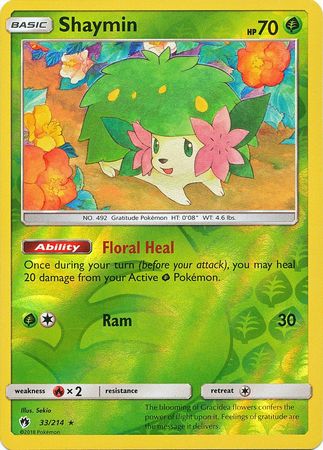 BASIC Shaymin HP 70
NO. 492 Gratitude Pokémon HT: 0'08" WT: 4.6 lbs.
Ability Floral Heal
Once during your turn (before your attack), you may heal
20 damage from your Active Pokémon.
Ram 30
weakness × 2 resistance retreat
Illus. Sekio
33/214 ★
©2018 Pokémon
The blooming of Gracidea flowers confers the
power of flight upon it. Feelings of gratitude are
the message it delivers.